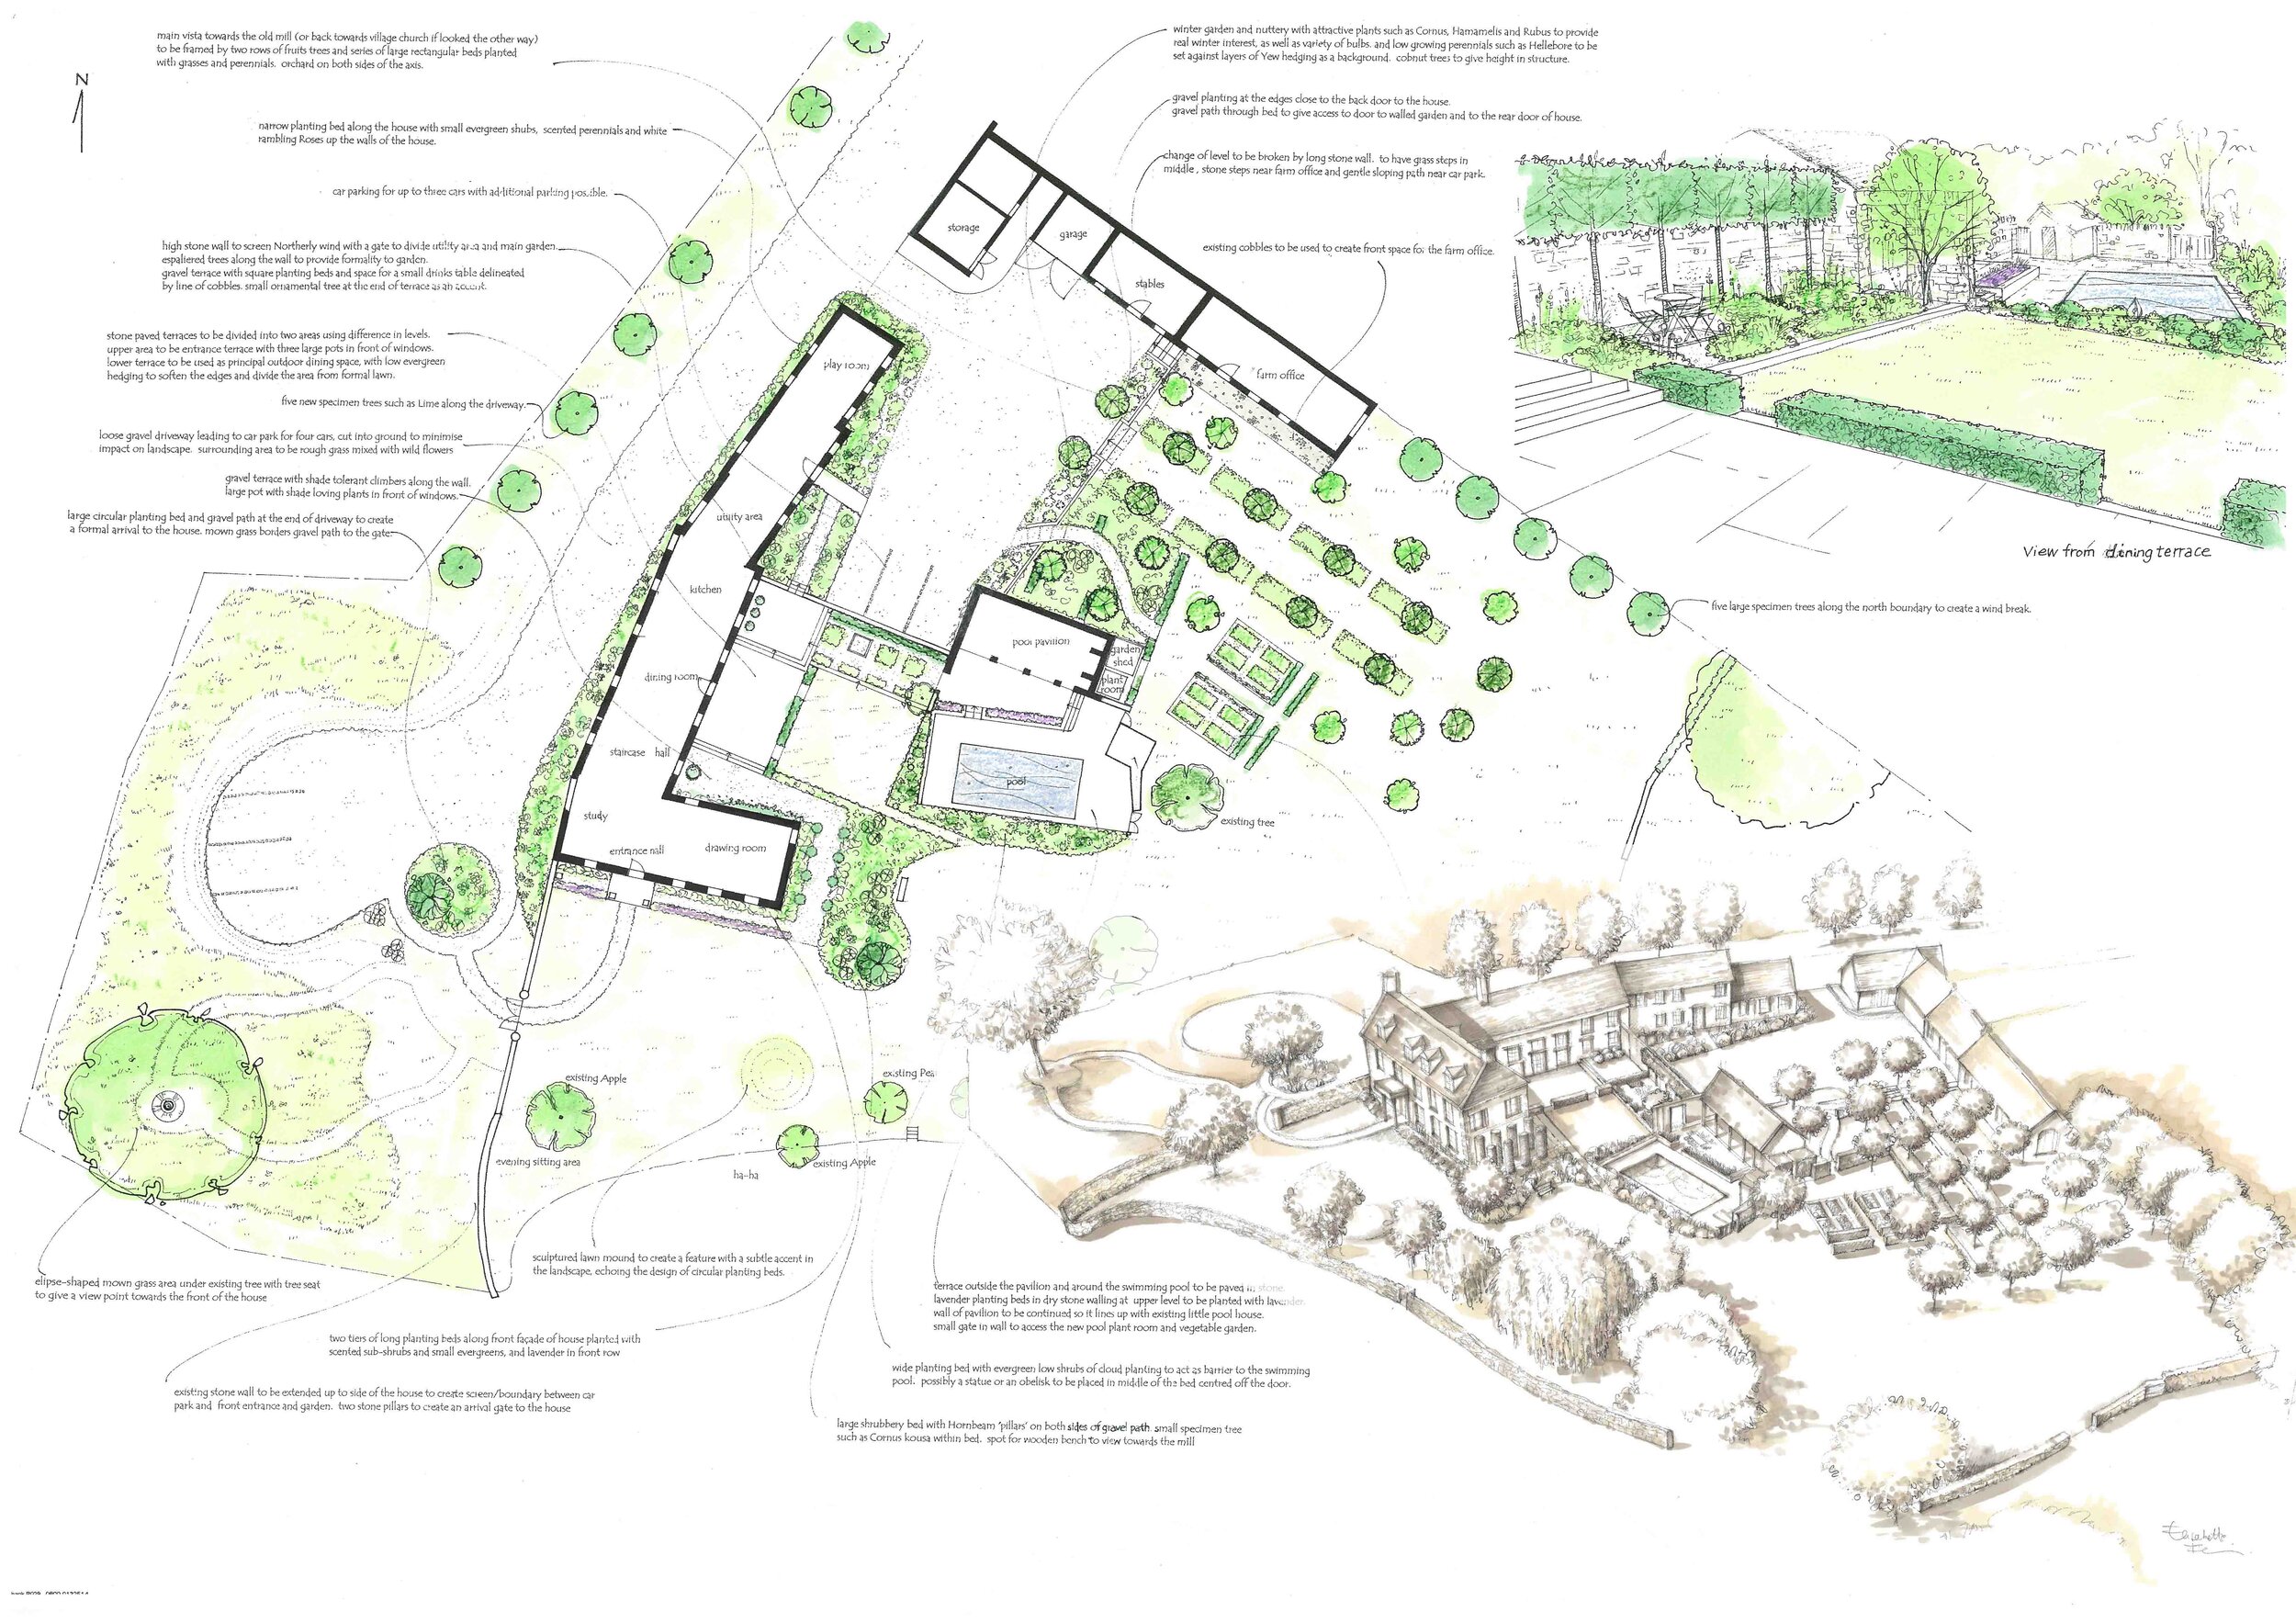 main vista towards the old mill (or back towards village church if looked the other way)
to be framed by two rows of fruits trees and series of large rectangular beds planted
with grasses and perennials. orchard on both sides of the axis.
N
narrow planting bed along the house with small evergreen shubs, scented perennials and white
rambling Roses up the walls of the house.
car parking for up to three cars with additional parking possible.
high stone wall to screen Northerly wind with a gate to divide utility area and main garden.
espaliered trees along the wall to provide formality to garden.
gravel terrace with square planting beds and space for a small drinks table delineated
by line of cobbles. small ornamental tree at the end of terrace as an accent.
stone paved terraces to be divided into two areas using difference in levels.
upper area to be entrance terrace with three large pots in front of windows.
lower terrace to be used as principal outdoor dining space, with low evergreen
hedging to soften the edges and divide the area from formal lawn.
five new specimen trees such as Lime along the driveway.
loose gravel driveway leading to car park for four cars, cut into ground to minimise
impact on landscape. surrounding area to be rough grass mixed with wild flowers
gravel terrace with shade tolerant climbers along the wall.
large pot with shade loving plants in front of windows.
large circular planting bed and gravel path at the end of driveway to create
a formal arrival to the house. mown grass borders gravel path to the gate.
winter garden and nuttery with attractive plants such as Cornus, Hamamelis and Rubus to provide
real winter interest, as well as variety of bulbs. and low growing perennials such as Hellebore to be
set against layers of Yew hedging as a background. cobnut trees to give height in structure.
gravel planting at the edges close to the back door to the house.
gravel path through bed to give access to door to walled garden and to the rear door of house.
change of level to be broken by long stone wall. to have grass steps in
middle, stone steps near farm office and gentle sloping path near car park.
existing cobbles to be used to create front space for the farm office.
View from dining terrace
five large specimen trees along the north boundary to create a wind break.
storage
garage
stables
farm office
play room
utility area
kitchen
dining room
staircase hall
study
entrance hall
drawing room
pool pavilion
garden
shed
plant
room
pool
existing tree
existing Apple
evening sitting area
existing Pea
existing Apple
ha-ha
elipse-shaped mown grass area under existing tree with tree seat
to give a view point towards the front of the house
sculptured lawn mound to create a feature with a subtle accent in
the landscape, echoing the design of circular planting beds.
two tiers of long planting beds along front façade of house planted with
scented sub-shrubs and small evergreens, and lavender in front row
existing stone wall to be extended up to side of the house to create screen/boundary between car
park and front entrance and garden. two stone pillars to create an arrival gate to the house
terrace outside the pavilion and around the swimming pool to be paved in stone.
lavender planting beds in dry stone walling at upper level to be planted with lavender.
wall of pavilion to be continued so it lines up with existing little pool house.
small gate in wall to access the new pool plant room and vegetable garden.
wide planting bed with evergreen low shrubs of cloud planting to act as barrier to the swimming
pool. possibly a statue or an obelisk to be placed in middle of the bed centred off the door.
large shrubbery bed with Hornbeam 'pillars' on both sides of gravel path. small specimen tree
such as Cornus kousa within bed. spot for wooden bench to view towards the mill